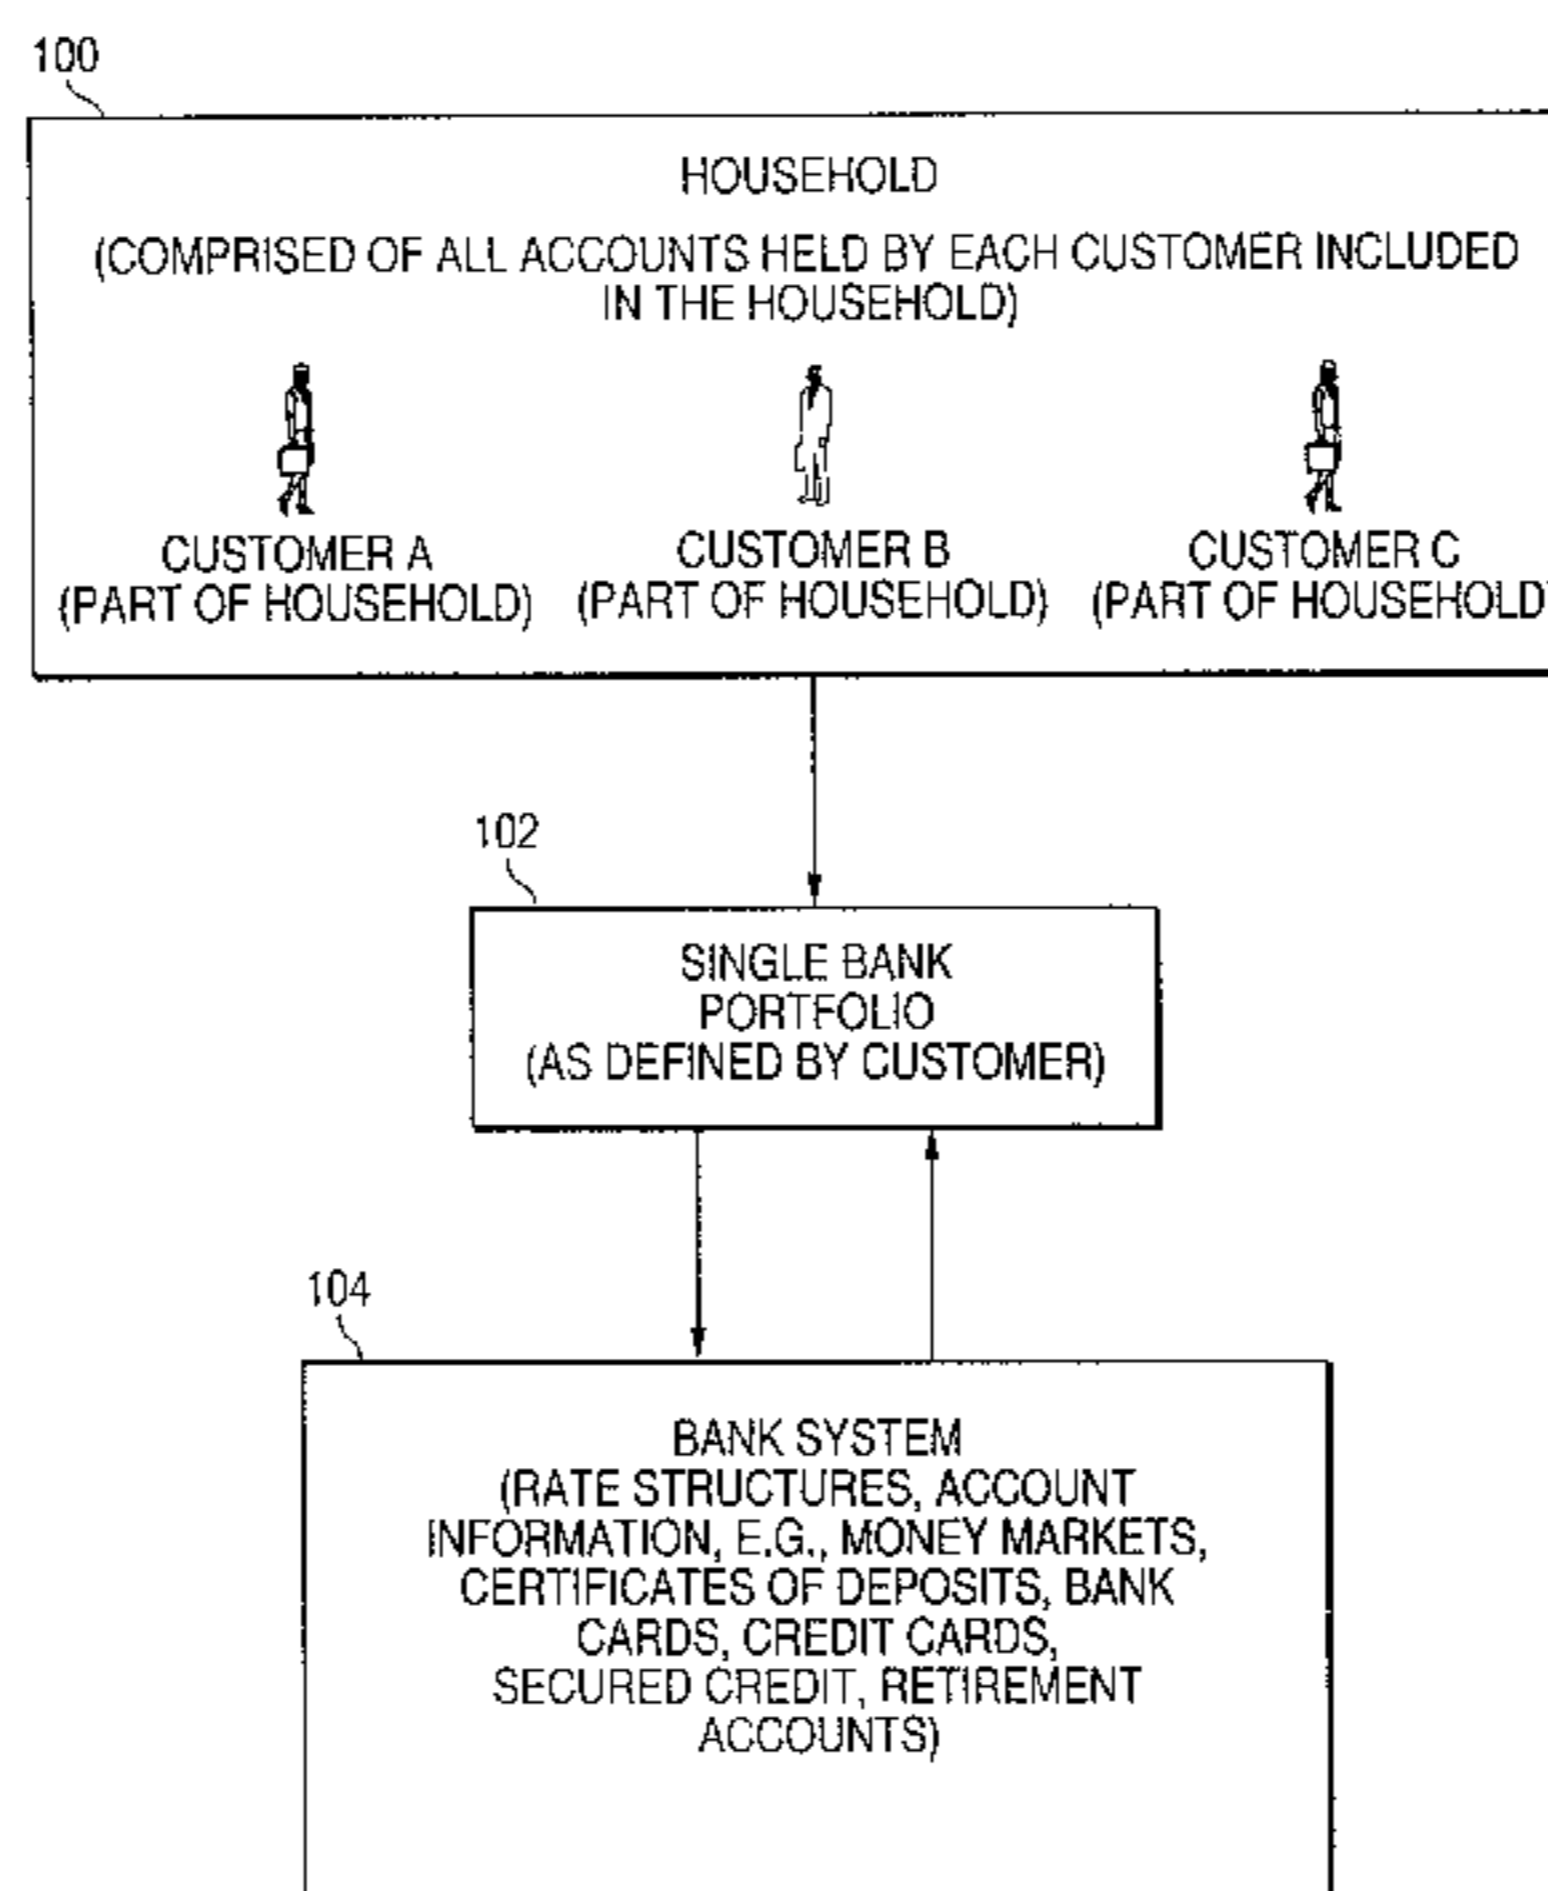 100
HOUSEHOLD
(COMPRISED OF ALL ACCOUNTS HELD BY EACH CUSTOMER INCLUDED
IN THE HOUSEHOLD)
CUSTOMER A
(PART OF HOUSEHOLD)
CUSTOMER B
(PART OF HOUSEHOLD)
CUSTOMER C
(PART OF HOUSEHOLD)
102
SINGLE BANK
PORTFOLIO
(AS DEFINED BY CUSTOMER)
104
BANK SYSTEM
(RATE STRUCTURES, ACCOUNT
INFORMATION, E.G., MONEY MARKETS,
CERTIFICATES OF DEPOSITS, BANK
CARDS, CREDIT CARDS,
SECURED CREDIT, RETIREMENT
ACCOUNTS)